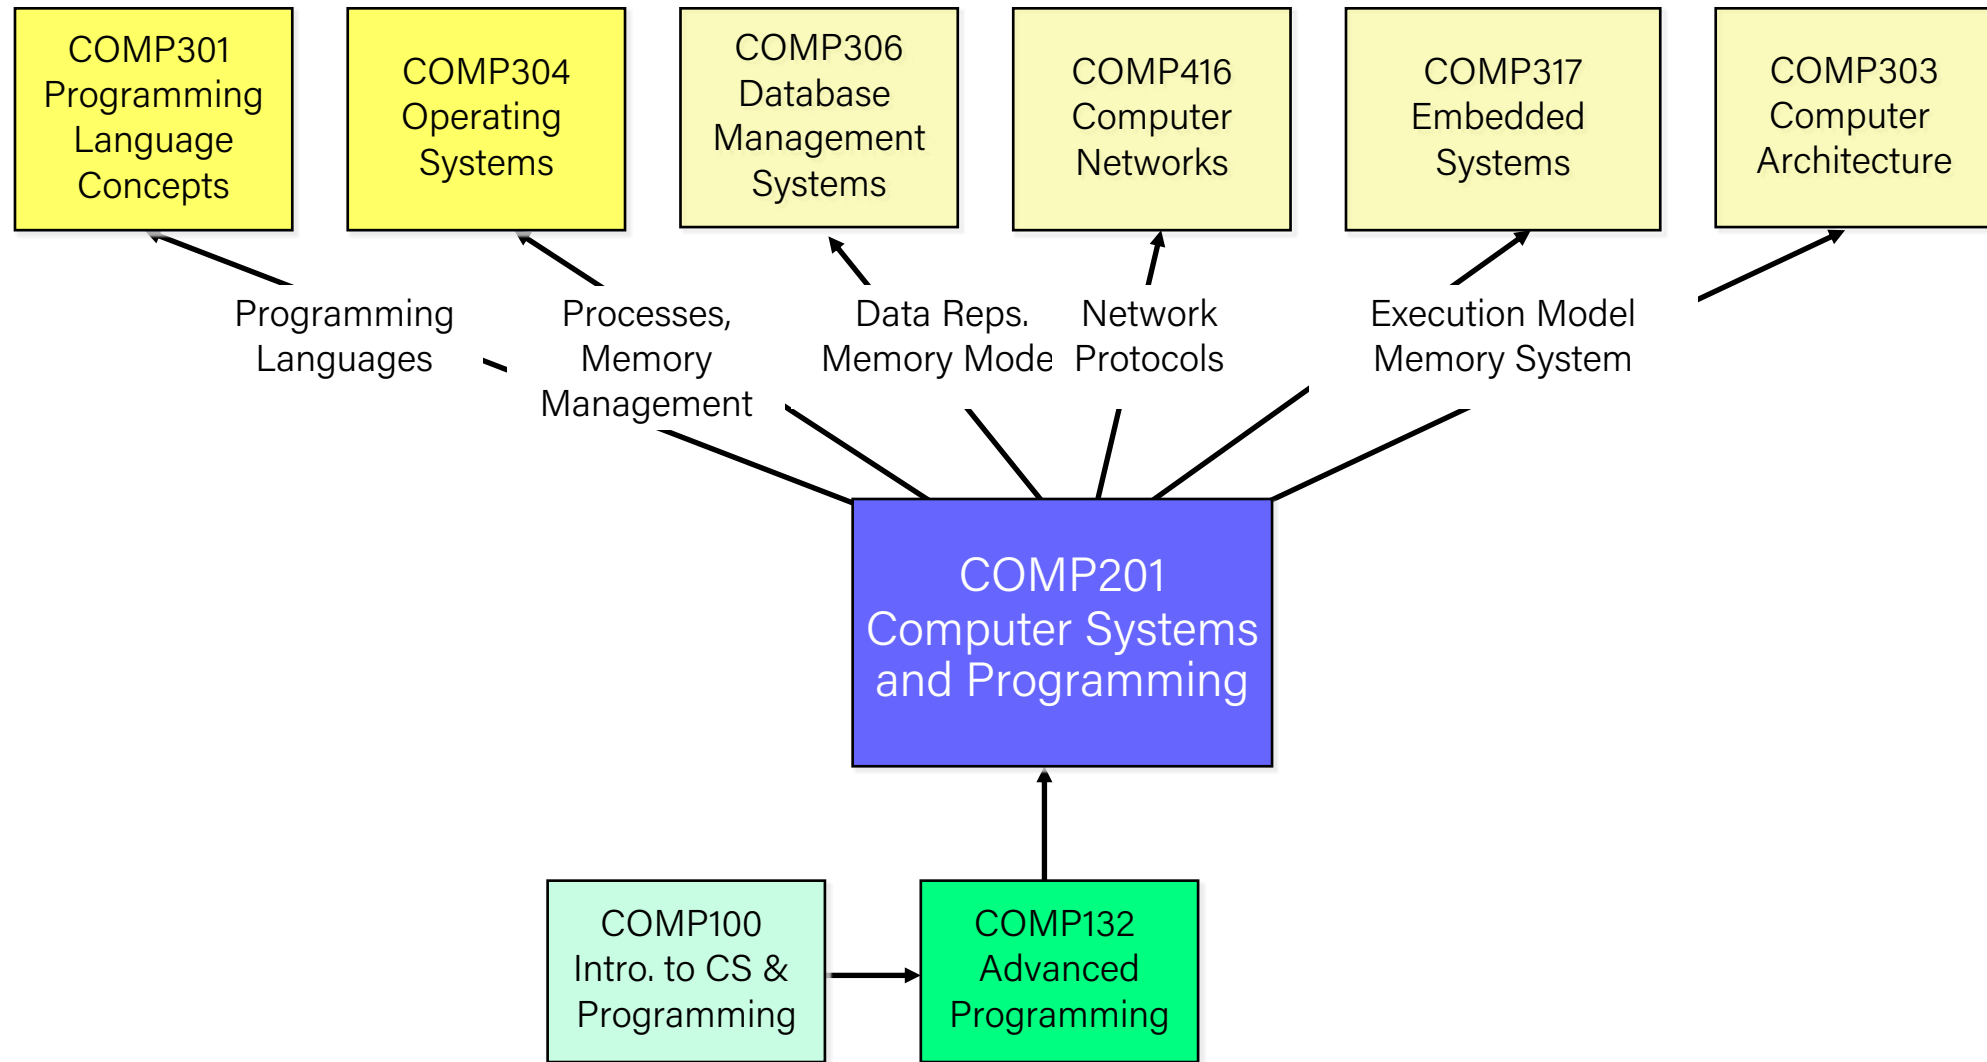 COMP301
Programming
Language
Concepts
COMP304
Operating
Systems
COMP306
Database
Management
Systems
COMP416
Computer
Networks
COMP317
Embedded
Systems
COMP303
Computer
Architecture
Programming
Languages
Processes,
Memory
Management
Data Reps.
Memory Mode
Network
Protocols
Execution Model
Memory System
COMP201
Computer Systems
and Programming
COMP100
Intro. to CS &
Programming
COMP132
Advanced
Programming